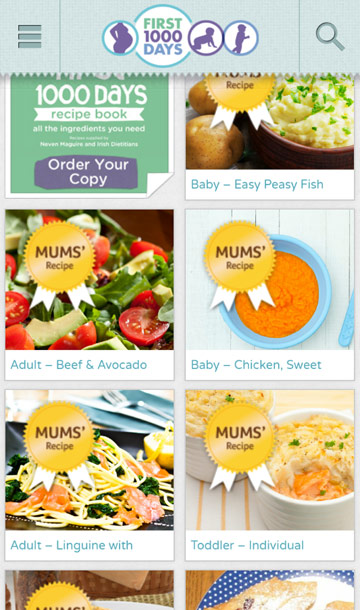 FIRST
1000
DAYS
1000 DAYS
recipe book
all the ingredients you need
Recipes supplied by
Neven Maguire and Irish Dietitians
Order Your
Copy
Baby – Easy Peasy Fish
MUMS'
Recipe
Adult – Beef & Avocado
MUMS'
Recipe
Baby – Chicken, Sweet
MUMS'
Recipe
Adult – Linguine with
MUMS'
Recipe
Toddler – Individual